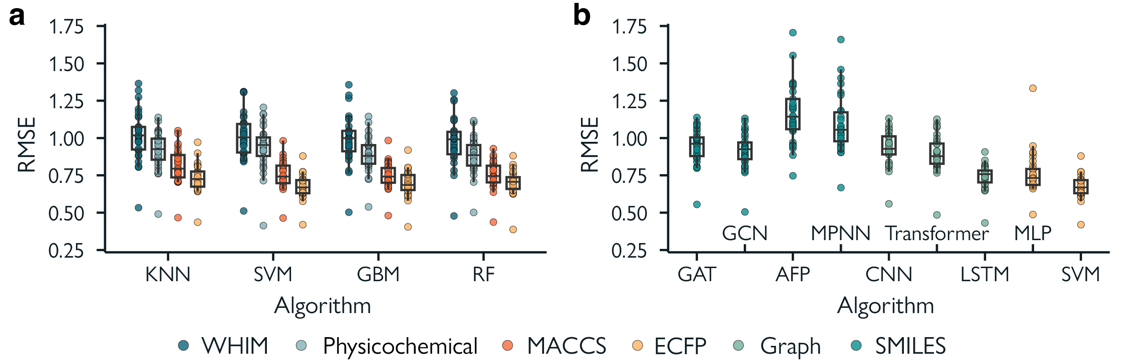 a
1.75
1.50
1.25
1.00
0.75
0.50
0.25
RMSE
KNN SVM GBM RF
Algorithm
b
1.75
1.50
1.25
1.00
0.75
0.50
0.25
RMSE
GCN MPNN Transformer MLP
GAT AFP CNN LSTM SVM
Algorithm
WHIM Physicochemical MACCS ECFP Graph SMILES